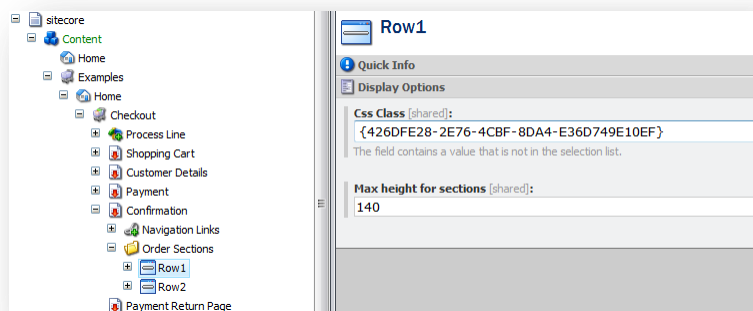 sitecore
Content
Home
Examples
Home
Checkout
Process Line
Shopping Cart
Customer Details
Payment
Confirmation
Navigation Links
Order Sections
Row1
Row2
Payment Return Page
Row1
Quick Info
Display Options
Css Class [shared]:
{426DFE28-2E76-4CBF-8DA4-E36D749E10EF}
The field contains a value that is not in the selection list.
Max height for sections [shared]:
140